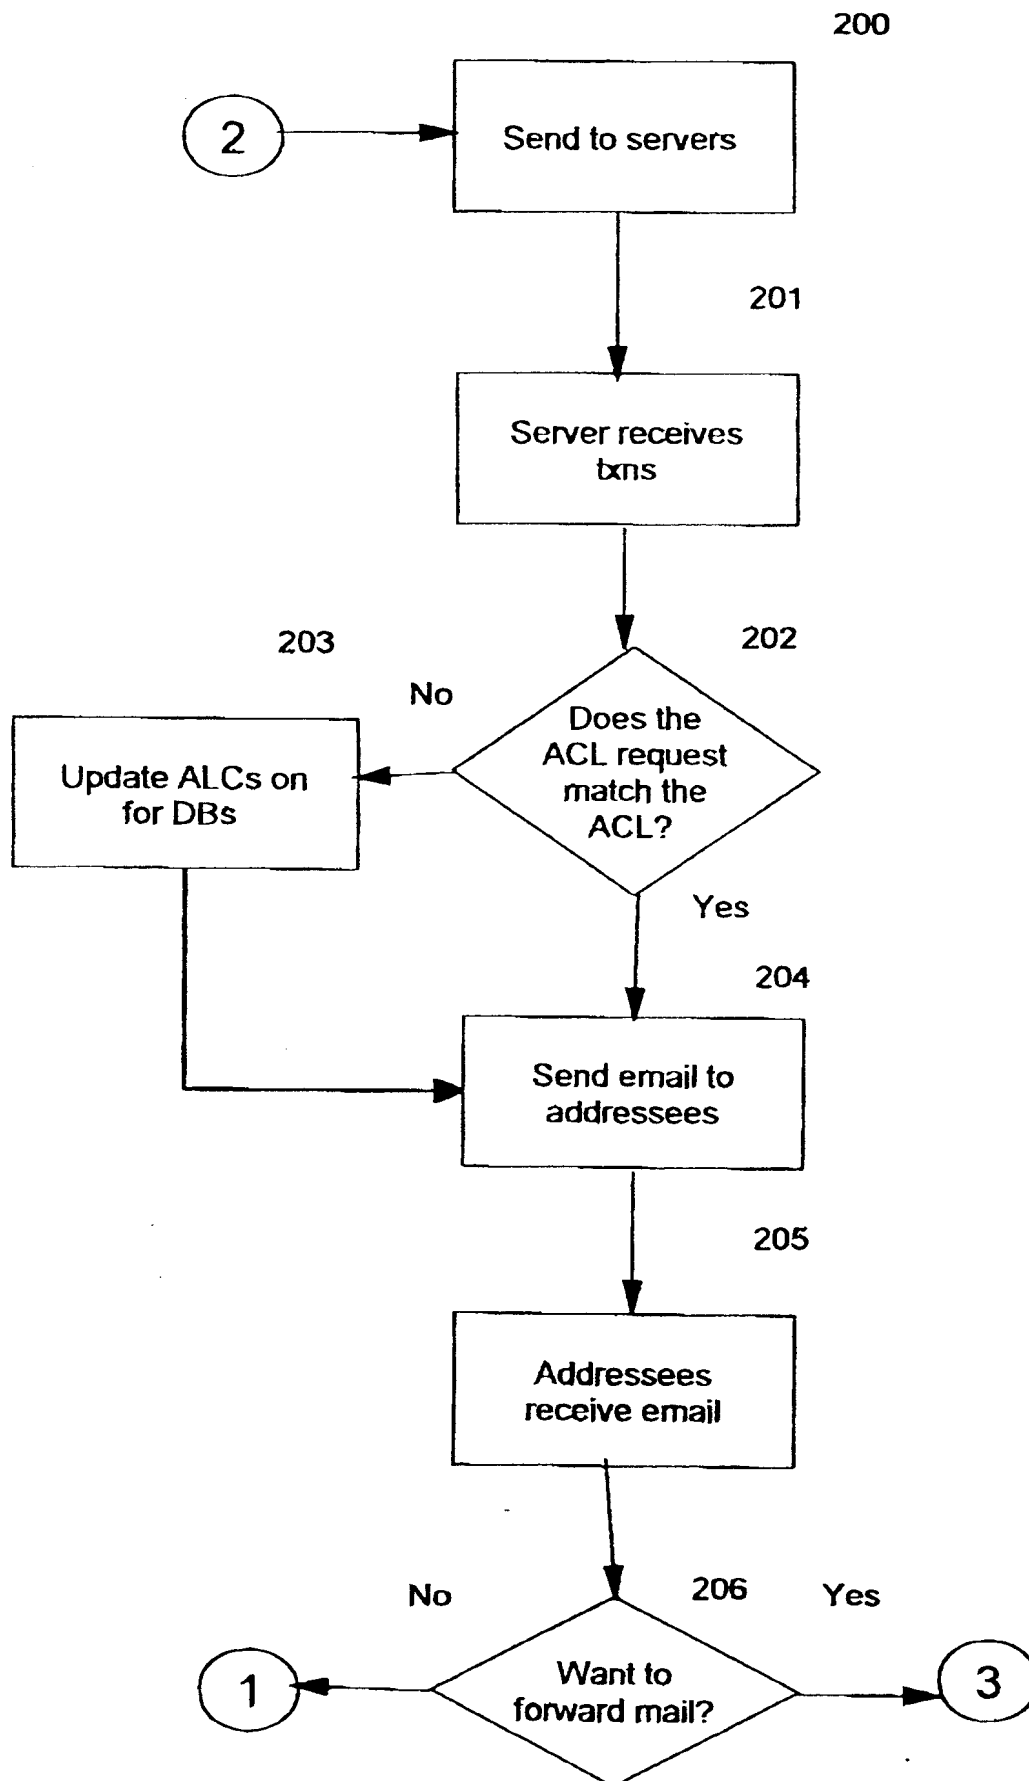 200
2
Send to servers
201
Server receives
txns
203
202
No
Does the
ACL request
match the
ACL?
Update ALCs on
for DBs
Yes
204
Send email to
addressees
205
Addressees
receive email
No
206
Yes
1
Want to
forward mail?
3